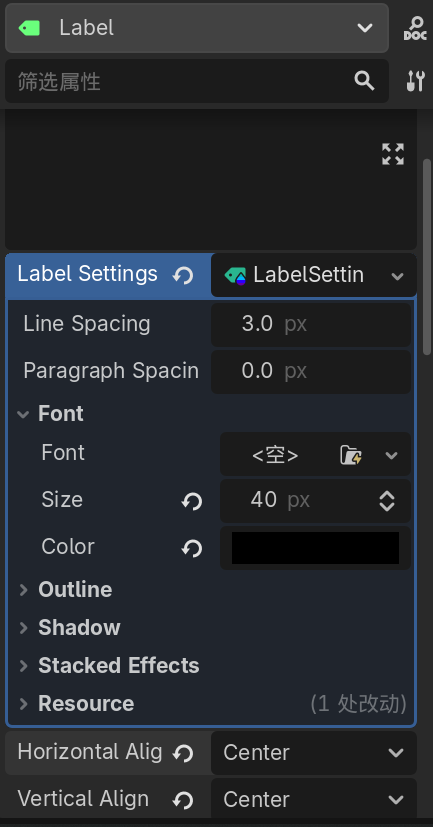 Label
DOC
筛选属性
Label Settings LabelSettin
Line Spacing 3.0 px
Paragraph Spacin 0.0 px
Font
Font <空>
Size 40 px
Color
Outline
Shadow
Stacked Effects
Resource (1 处改动)
Horizontal Alig Center
Vertical Align Center